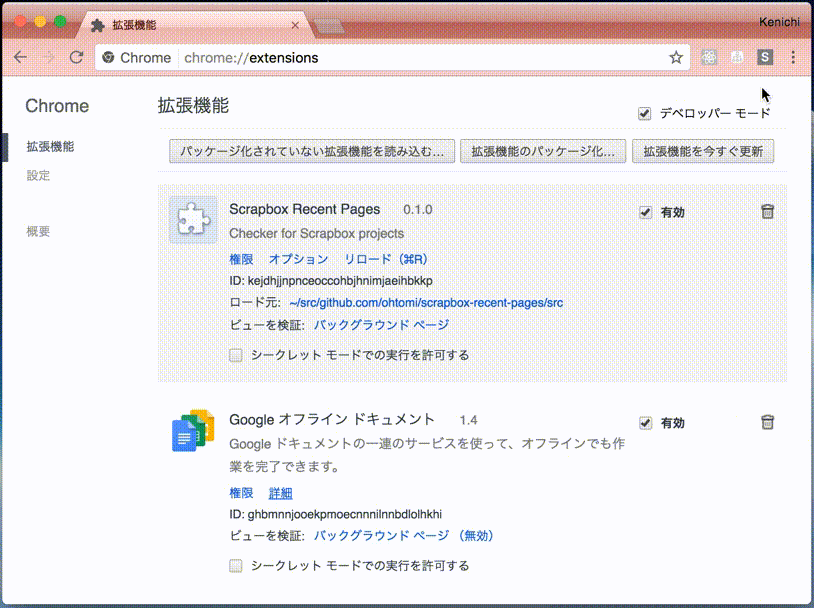 拡張機能
Kenichi
Chrome chrome://extensions
S
Chrome
拡張機能
設定
概要
拡張機能
デベロッパー モード
パッケージ化されていない拡張機能を読み込む...
拡張機能のパッケージ化...
拡張機能を今すぐ更新
Scrapbox Recent Pages 0.1.0
有効
Checker for Scrapbox projects
権限 オプション リロード (⌘R)
ID: kejdhjjnpnceoccohbjhnimjaeihbkkp
ロード元: ~/src/github.com/ohtomi/scrapbox-recent-pages/src
ビューを検証: バックグラウンド ページ
シークレット モードでの実行を許可する
Google オフライン ドキュメント 1.4
有効
Google ドキュメントの一連のサービスを使って、オフラインでも作
業を完了できます。
権限 詳細
ID: ghbmnnjooekpmoecnnnilnnbdlolhkhi
ビューを検証: バックグラウンド ページ (無効)
シークレット モードでの実行を許可する